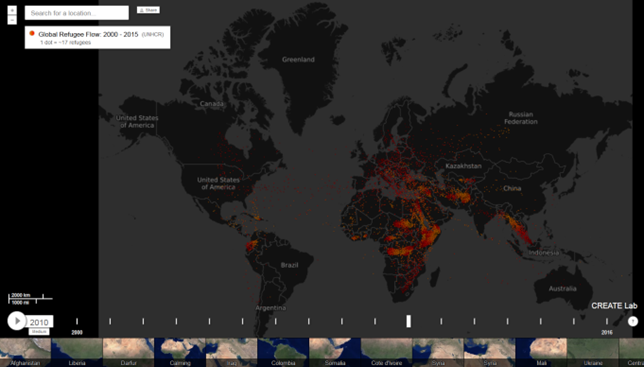 +
Search for a location
Share
−
Global Refugee Flow: 2000 - 2015 (UNHCR)
1 dot = ~17 refugees
Greenland
Canada
United States
of America
Russian
Federation
Kazakhstan
United States
of America
China
Indonesia
Brazil
Australia
Argentina
2000 km
1000 mi
CREATE Lab
2010
2000
2016
Afghanistan
Liberia
Darfur
Colombia
Somalia
Cote d'Ivoire
Syria
Syria
Mali
Ukraine